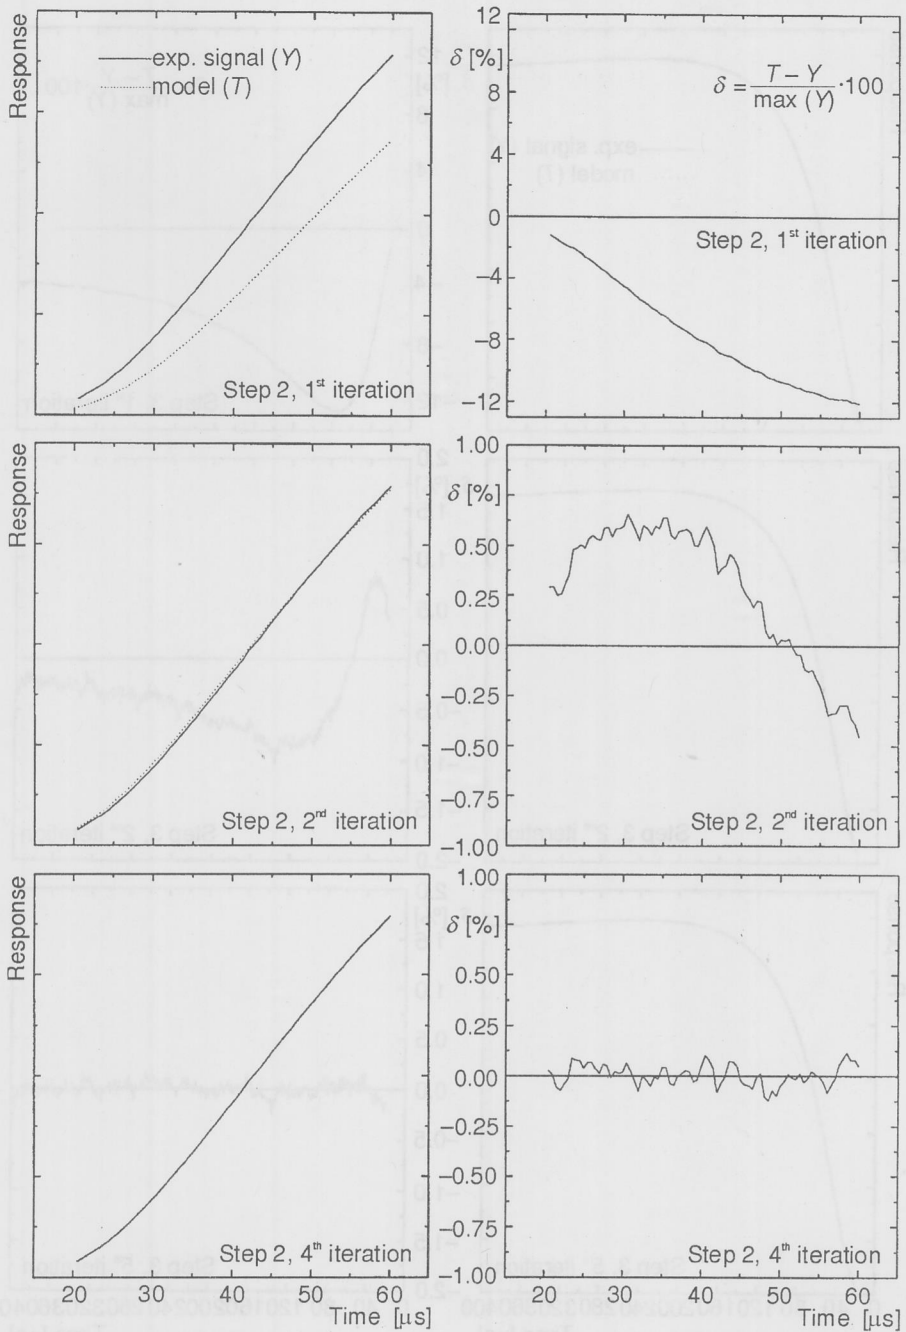 Response
exp. signal (Y)
model (T)
Step 2, 1st iteration
12
δ [%]
8
4
0
−4
−8
−12
δ = T − Y / max (Y) · 100
Step 2, 1st iteration
Response
Step 2, 2nd iteration
1.00
δ [%]
0.50
0.25
0.00
−0.25
−0.50
−0.75
−1.00
Step 2, 2nd iteration
Response
20 30 40 50 60
Time [μs]
Step 2, 4th iteration
1.00
δ [%]
0.50
0.25
0.00
−0.25
−0.50
−0.75
−1.00
Step 2, 4th iteration
20 30 40 50 60
Time [μs]